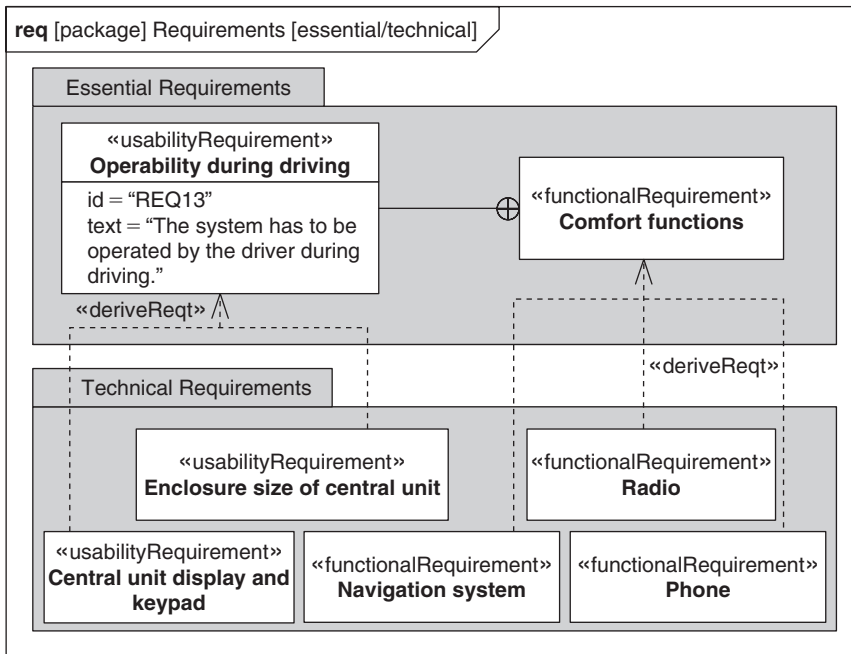 req [package] Requirements [essential/technical]
Essential Requirements
«usabilityRequirement»
Operability during driving
id = “REQ13”
text = “The system has to be
operated by the driver during
driving.”
«functionalRequirement»
Comfort functions
«deriveReqt»
«deriveReqt»
Technical Requirements
«usabilityRequirement»
Enclosure size of central unit
«functionalRequirement»
Radio
«usabilityRequirement»
Central unit display and
keypad
«functionalRequirement»
Navigation system
«functionalRequirement»
Phone